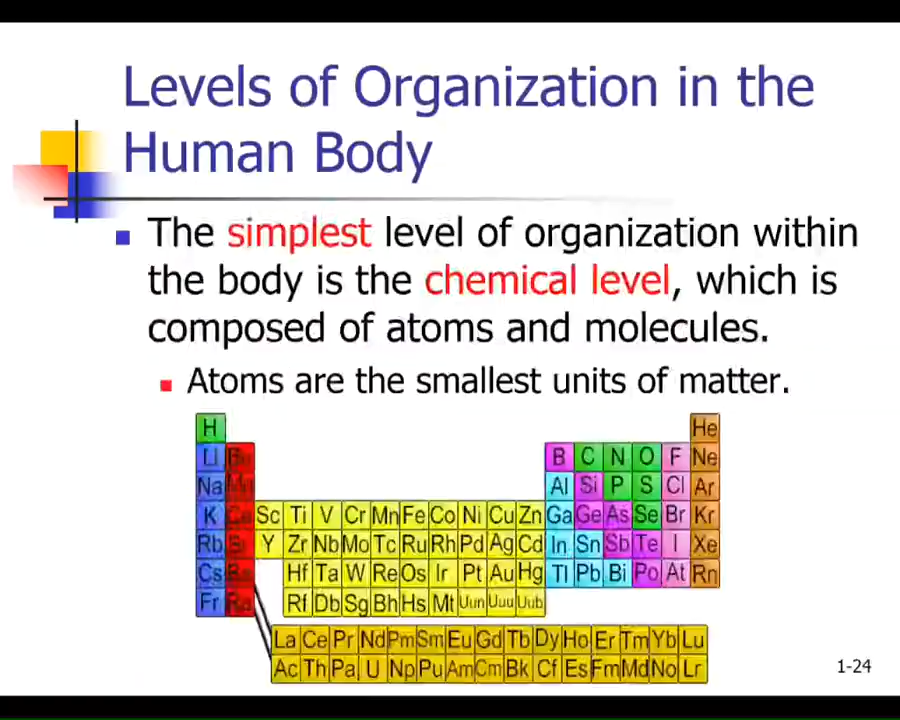 Levels of Organization in the
Human Body
The simplest level of organization within
the body is the chemical level, which is
composed of atoms and molecules.
Atoms are the smallest units of matter.
H He
Li Be B C N O F Ne
Na Mg Al Si P S Cl Ar
K Ca Sc Ti V Cr Mn Fe Co Ni Cu Zn Ga Ge As Se Br Kr
Rb Sr Y Zr Nb Mo Tc Ru Rh Pd Ag Cd In Sn Sb Te I Xe
Cs Ba Hf Ta W Re Os Ir Pt Au Hg Tl Pb Bi Po At Rn
Fr Ra Rf Db Sg Bh Hs Mt Uun Uuu Uub
La Ce Pr Nd Pm Sm Eu Gd Tb Dy Ho Er Tm Yb Lu
Ac Th Pa U Np Pu Am Cm Bk Cf Es Fm Md No Lr
1-24